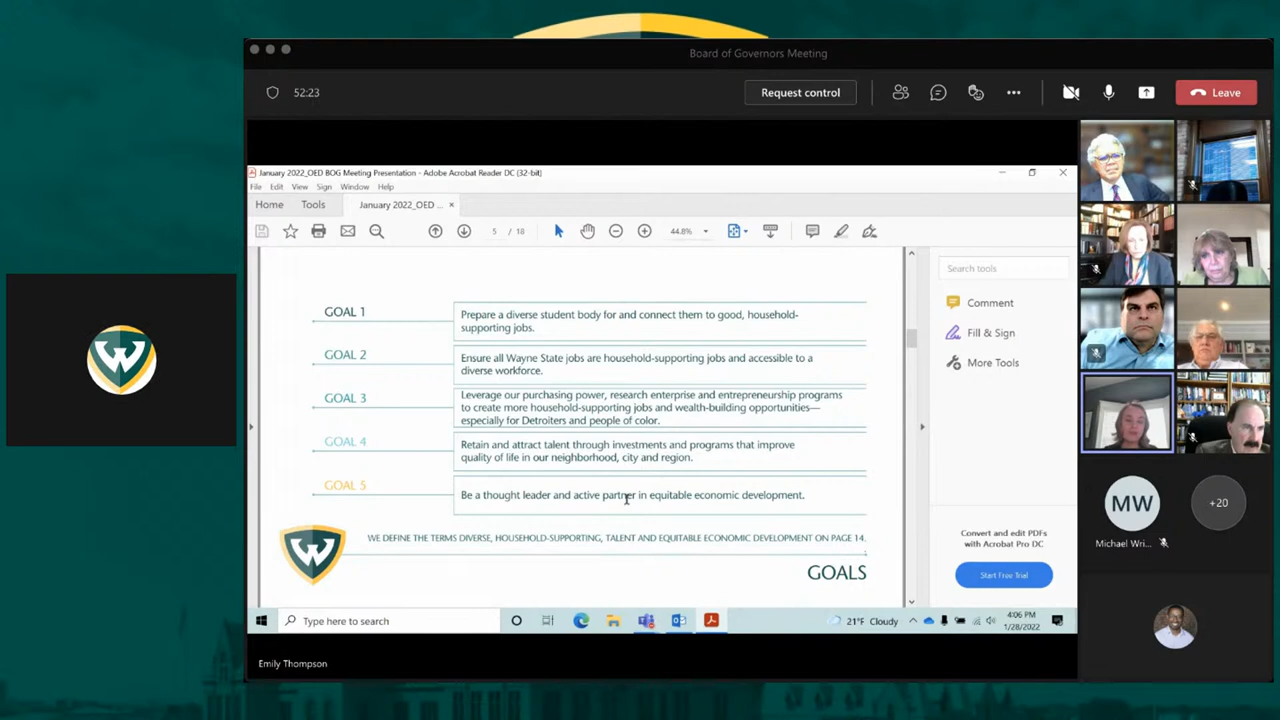 Board of Governors Meeting
52:23
Request control
Leave
January 2022_OED BOG Meeting Presentation - Adobe Acrobat Reader DC (32-bit)
File Edit View Sign Window Help
Home Tools January 2022_OED ... ×
5 / 18 44.8%
Search tools
Comment
Fill & Sign
More Tools
GOAL 1
Prepare a diverse student body for and connect them to good, household-
supporting jobs.
GOAL 2
Ensure all Wayne State jobs are household-supporting jobs and accessible to a
diverse workforce.
GOAL 3
Leverage our purchasing power, research enterprise and entrepreneurship programs
to create more household-supporting jobs and wealth-building opportunities—
especially for Detroiters and people of color.
GOAL 4
Retain and attract talent through investments and programs that improve
quality of life in our neighborhood, city and region.
GOAL 5
Be a thought leader and active partner in equitable economic development.
W
WE DEFINE THE TERMS DIVERSE, HOUSEHOLD-SUPPORTING, TALENT AND EQUITABLE ECONOMIC DEVELOPMENT ON PAGE 14.
GOALS
Convert and edit PDFs
with Acrobat Pro DC
Start Free Trial
Type here to search
21°F Cloudy
4:06 PM
1/28/2022
Emily Thompson
W
MW
+20
Michael Wri...